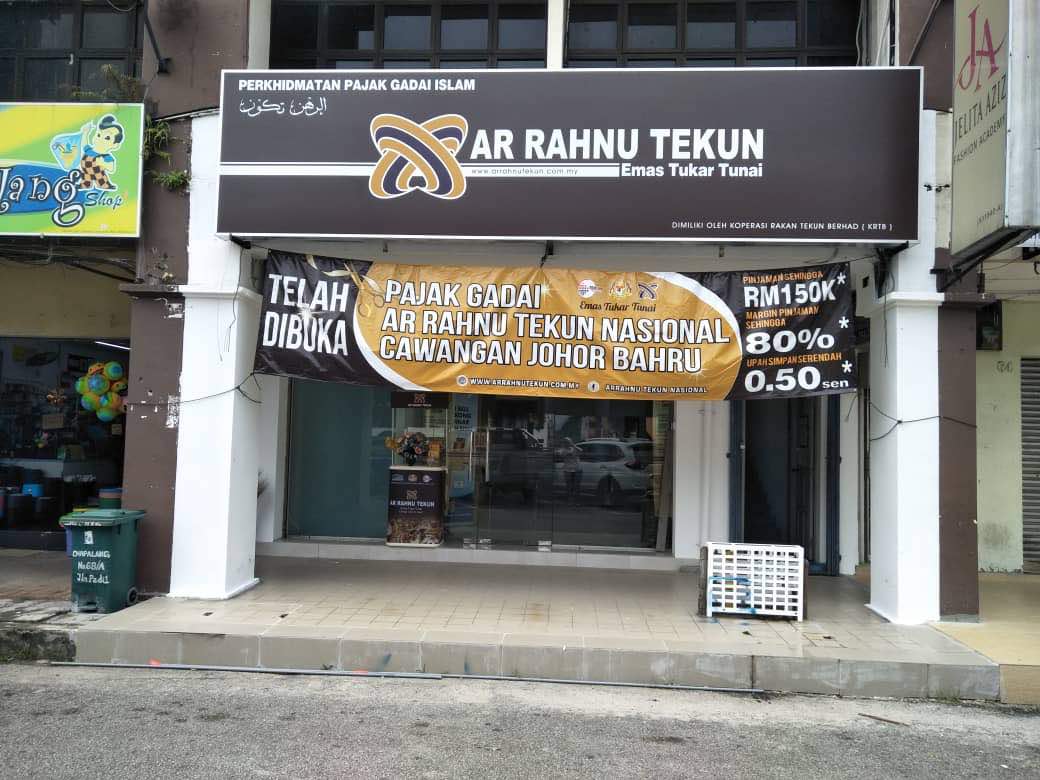 PERKHIDMATAN PAJAK GADAI ISLAM
الرهن تكون
AR RAHNU TEKUN
www.arrahnutekun.com.my
Emas Tukar Tunai
DIMILIKI OLEH KOPERASI RAKAN TEKUN BERHAD ( KRTB )
TELAH
DIBUKA
PAJAK GADAI
Emas Tukar Tunai
AR RAHNU TEKUN NASIONAL
CAWANGAN JOHOR BAHRU
WWW.ARRAHNUTEKUN.COM.MY
ARRAHNU TEKUN NASIONAL
PINJAMAN SEHINGGA
RM150K*
MARGIN PINJAMAN
SEHINGGA
80%*
UPAH SIMPAN SERENDAH
0.50 sen*
AR RAHNU TEKUN
Jang
Shop
JA
JELITA AZIZ
FASHION ACADEMY
CHAPALANG
No 68/A
Jln Padi 1